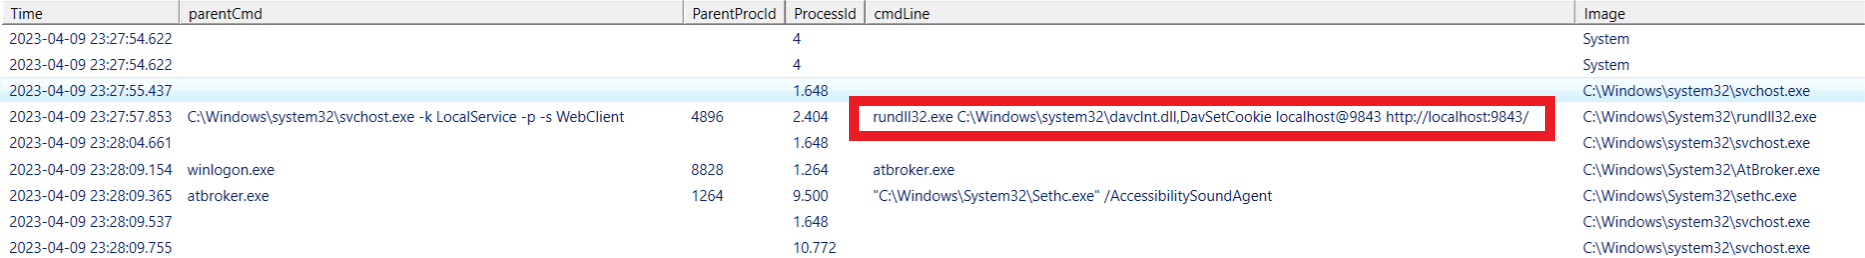 Time parentCmd ParentProcId ProcessId cmdLine Image
2023-04-09 23:27:54.622 4 System
2023-04-09 23:27:54.622 4 System
2023-04-09 23:27:55.437 1.648 C:\Windows\system32\svchost.exe
2023-04-09 23:27:57.853 C:\Windows\system32\svchost.exe -k LocalService -p -s WebClient 4896 2.404 rundll32.exe C:\Windows\system32\davclnt.dll,DavSetCookie localhost@9843 http://localhost:9843/ C:\Windows\System32\rundll32.exe
2023-04-09 23:28:04.661 1.648 C:\Windows\system32\svchost.exe
2023-04-09 23:28:09.154 winlogon.exe 8828 1.264 atbroker.exe C:\Windows\System32\AtBroker.exe
2023-04-09 23:28:09.365 atbroker.exe 1264 9.500 "C:\Windows\System32\Sethc.exe" /AccessibilitySoundAgent C:\Windows\System32\sethc.exe
2023-04-09 23:28:09.537 1.648 C:\Windows\system32\svchost.exe
2023-04-09 23:28:09.755 10.772 C:\Windows\system32\svchost.exe